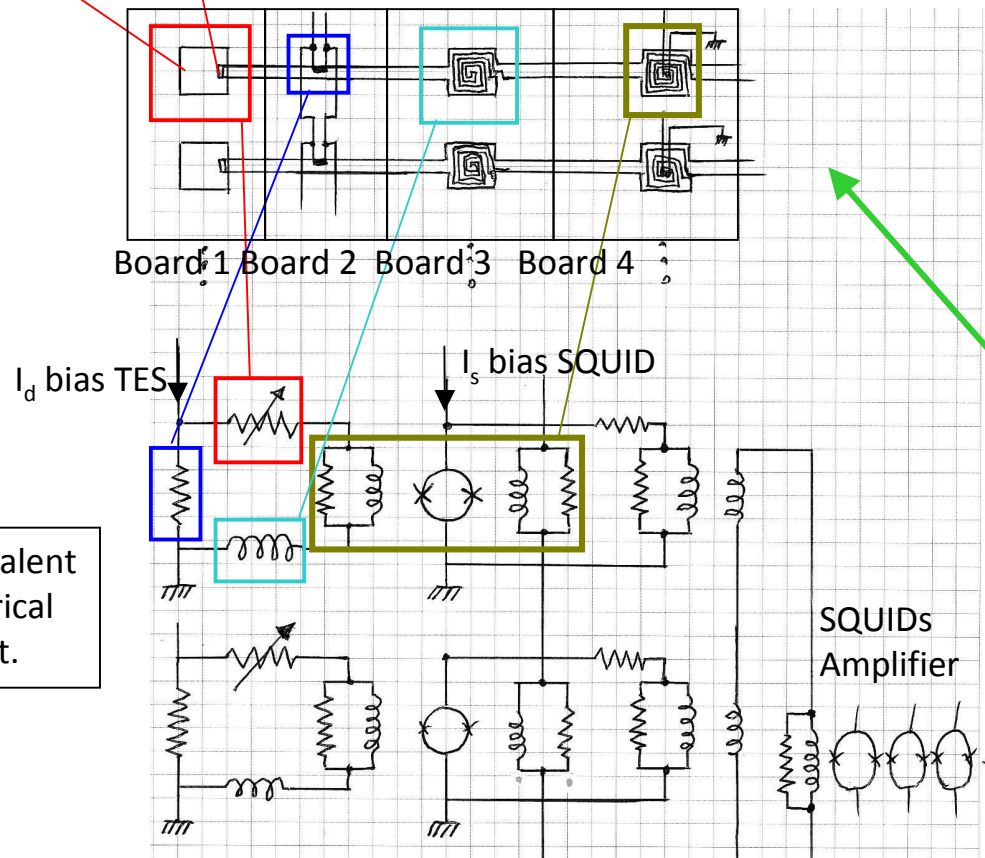 Board 1 Board 2 Board 3 Board 4
I_d bias TES
I_s bias SQUID
alent
rical
t.
SQUIDs
Amplifier